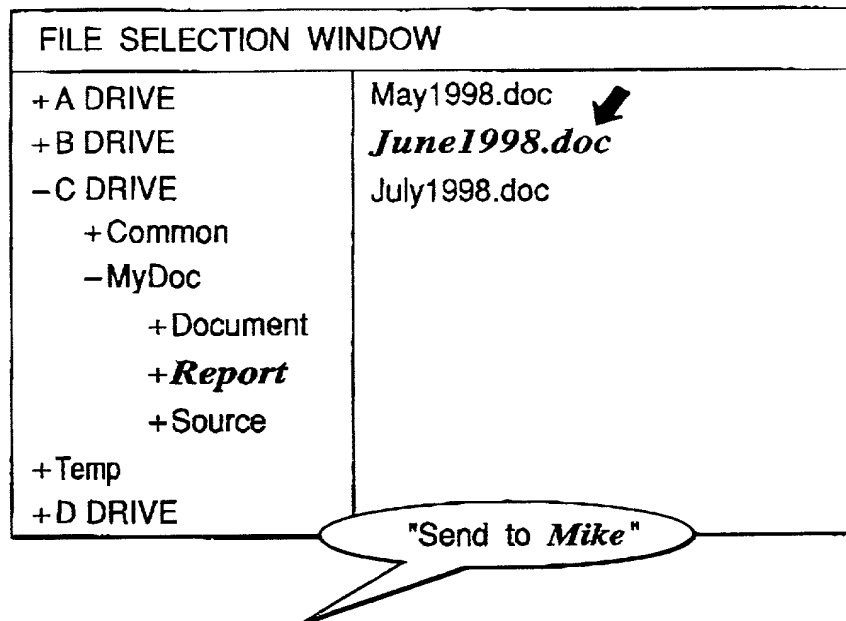 FILE SELECTION WINDOW
+A DRIVE
+B DRIVE
−C DRIVE
+Common
−MyDoc
+Document
+Report
+Source
+Temp
+D DRIVE
May1998.doc
June1998.doc
July1998.doc
"Send to Mike"